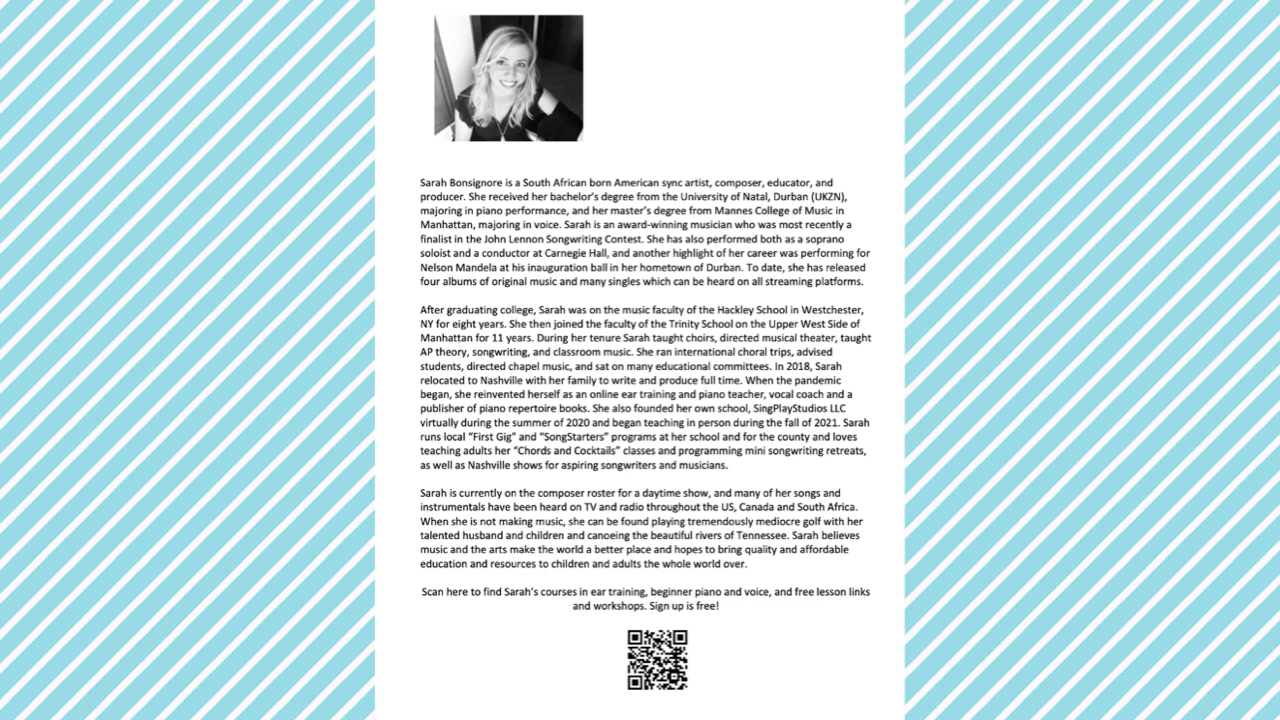 Sarah Bonsignore is a South African born American sync artist, composer, educator, and
producer. She received her bachelor's degree from the University of Natal, Durban (UKZN),
majoring in piano performance, and her master's degree from Mannes College of Music in
Manhattan, majoring in voice. Sarah is an award-winning musician who was most recently a
finalist in the John Lennon Songwriting Contest. She has also performed both as a soprano
soloist and a conductor at Carnegie Hall, and another highlight of her career was performing for
Nelson Mandela at his inauguration ball in her hometown of Durban. To date, she has released
four albums of original music and many singles which can be heard on all streaming platforms.
After graduating college, Sarah was on the music faculty of the Hackley School in Westchester,
NY for eight years. She then joined the faculty of the Trinity School on the Upper West Side of
Manhattan for 11 years. During her tenure Sarah taught choirs, directed musical theater, taught
AP theory, songwriting, and classroom music. She ran international choral trips, advised
students, directed chapel music, and sat on many educational committees. In 2018, Sarah
relocated to Nashville with her family to write and produce full time. When the pandemic
began, she reinvented herself as an online ear training and piano teacher, vocal coach and a
publisher of piano repertoire books. She also founded her own school, SingPlayStudios LLC
virtually during the summer of 2020 and began teaching in person during the fall of 2021. Sarah
runs local "First Gig" and "SongStarters" programs at her school and for the county and loves
teaching adults her "Chords and Cocktails" classes and programming mini songwriting retreats,
as well as Nashville shows for aspiring songwriters and musicians.
Sarah is currently on the composer roster for a daytime show, and many of her songs and
instrumentals have been heard on TV and radio throughout the US, Canada and South Africa.
When she is not making music, she can be found playing tremendously mediocre golf with her
talented husband and children and canoeing the beautiful rivers of Tennessee. Sarah believes
music and the arts make the world a better place and hopes to bring quality and affordable
education and resources to children and adults the whole world over.
Scan here to find Sarah's courses in ear training, beginner piano and voice, and free lesson links
and workshops. Sign up is free!